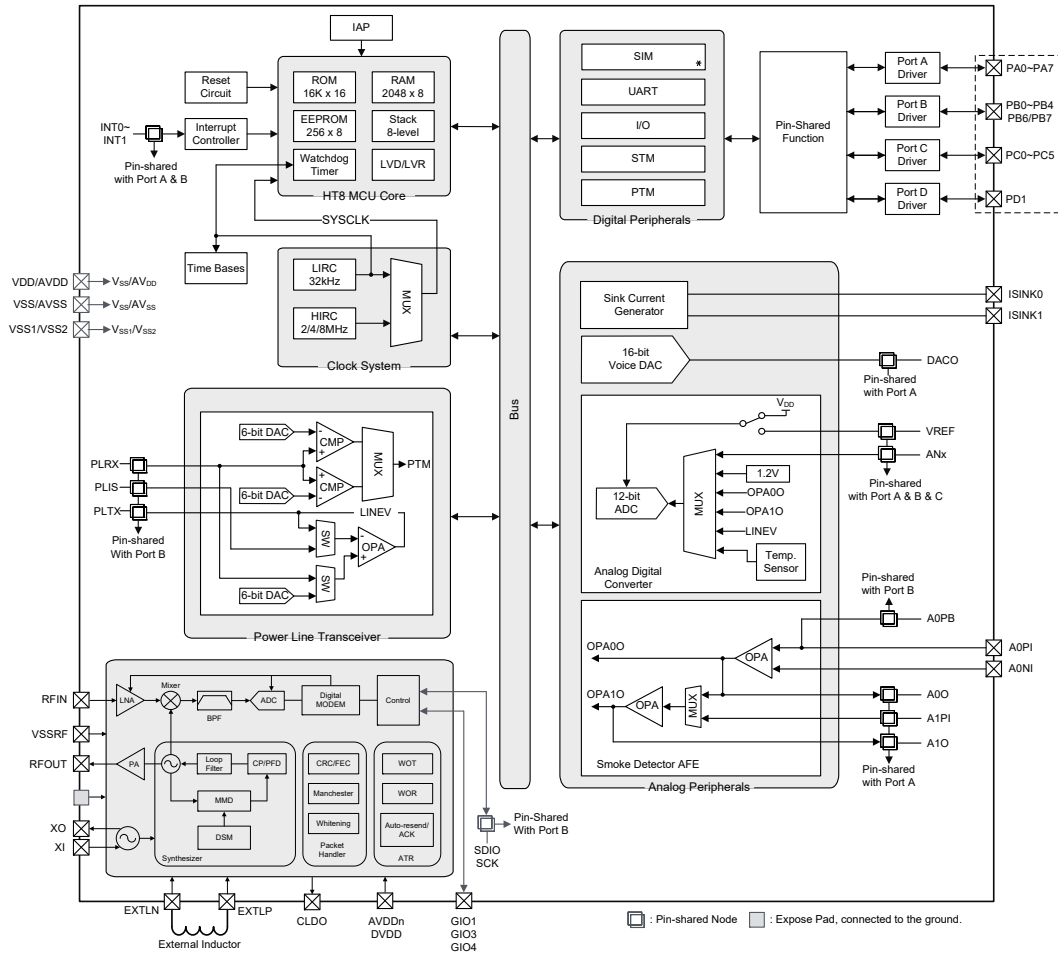 IAP
Reset
Circuit
INT0~
INT1
Interrupt
Controller
Pin-shared
with Port A & B
ROM
16K x 16
RAM
2048 x 8
EEPROM
256 x 8
Stack
8-level
Watchdog
Timer
LVD/LVR
HT8 MCU Core
SYSCLK
Time Bases
LIRC
32kHz
HIRC
2/4/8MHz
MUX
Clock System
VDD/AVDD
VSS/AVDD
VSS/AVSS
VSS/AVSS
VSS1/VSS2
VSS1/VSS2
Bus
SIM
*
UART
I/O
STM
PTM
Digital Peripherals
Pin-Shared
Function
Port A
Driver
Port B
Driver
Port C
Driver
Port D
Driver
PA0~PA7
PB0~PB4
PB6/PB7
PC0~PC5
PD1
Sink Current
Generator
ISINK0
ISINK1
16-bit
Voice DAC
DACO
Pin-shared
with Port A
VDD
VREF
ANx
Pin-shared
with Port A & B & C
12-bit
ADC
MUX
1.2V
OPA0O
OPA1O
LINEV
Temp.
Sensor
Analog Digital
Converter
Pin-shared
with Port B
A0PB
A0PI
A0NI
OPA0O
OPA
OPA1O
OPA
MUX
A0O
A1PI
A1O
Pin-shared
with Port A
Smoke Detector AFE
Analog Peripherals
PLRX
PLIS
PLTX
Pin-shared
With Port B
6-bit DAC
CMP
6-bit DAC
CMP
MUX
PTM
LINEV
SW
OPA
SW
6-bit DAC
Power Line Transceiver
RFIN
VSSRF
RFOUT
XO
XI
LNA
Mixer
BPF
ADC
Digital
MODEM
Control
PA
Loop
Filter
CP/PFD
MMD
DSM
Synthesizer
CRC/FEC
Manchester
Whitening
Packet
Handler
WOT
WOR
Auto-resend/
ACK
ATR
Pin-Shared
With Port B
SDIO
SCK
EXTLN
EXTLP
External Inductor
CLDO
AVDDn
DVDD
GIO1
GIO3
GIO4
: Pin-shared Node
: Expose Pad, connected to the ground.